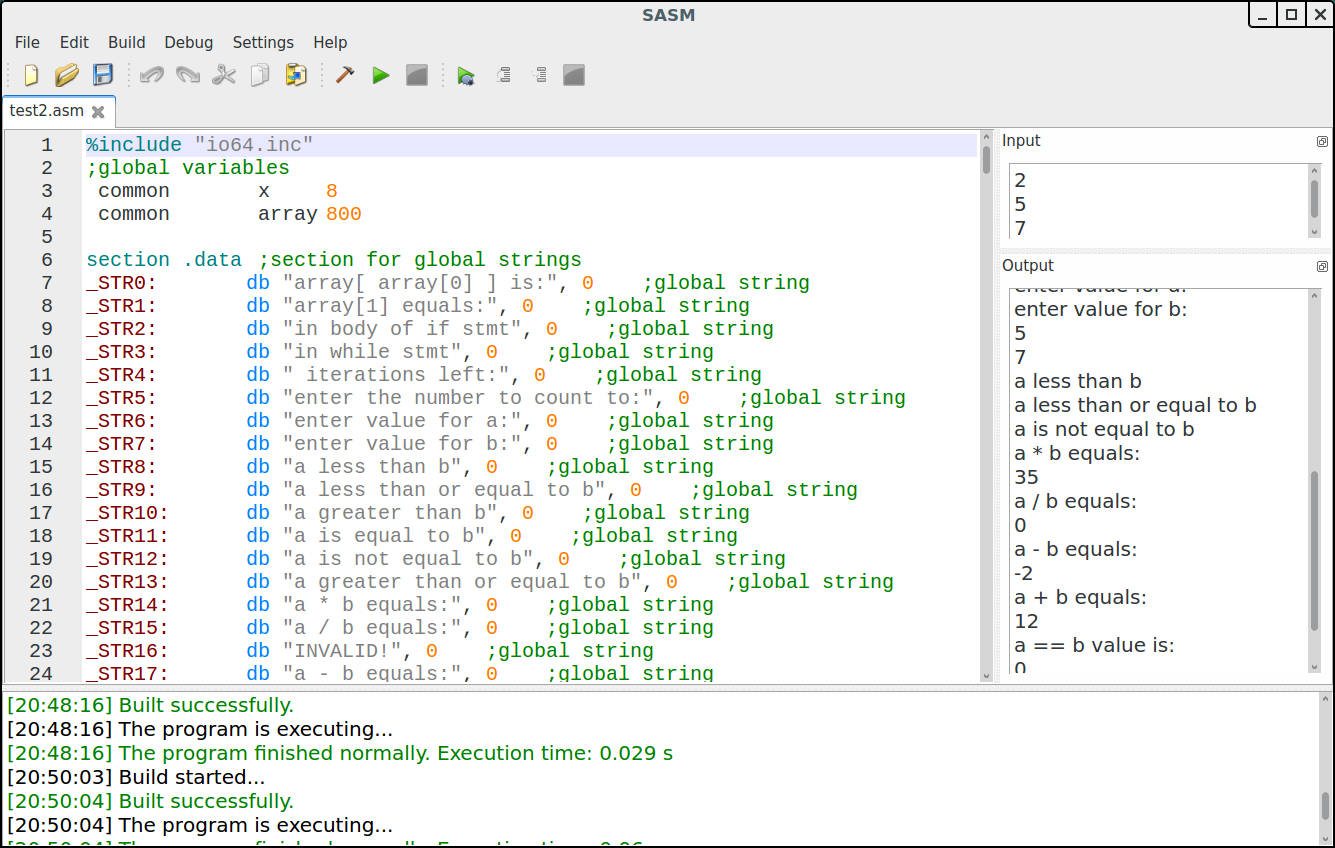 SASM
File Edit Build Debug Settings Help
test2.asm
1 %include "io64.inc"
2 ;global variables
3 common x 8
4 common array 800
5
6 section .data ;section for global strings
7 _STR0: db "array[ array[0] ] is:", 0 ;global string
8 _STR1: db "array[1] equals:", 0 ;global string
9 _STR2: db "in body of if stmt", 0 ;global string
10 _STR3: db "in while stmt", 0 ;global string
11 _STR4: db " iterations left:", 0 ;global string
12 _STR5: db "enter the number to count to:", 0 ;global string
13 _STR6: db "enter value for a:", 0 ;global string
14 _STR7: db "enter value for b:", 0 ;global string
15 _STR8: db "a less than b", 0 ;global string
16 _STR9: db "a less than or equal to b", 0 ;global string
17 _STR10: db "a greater than b", 0 ;global string
18 _STR11: db "a is equal to b", 0 ;global string
19 _STR12: db "a is not equal to b", 0 ;global string
20 _STR13: db "a greater than or equal to b", 0 ;global string
21 _STR14: db "a * b equals:", 0 ;global string
22 _STR15: db "a / b equals:", 0 ;global string
23 _STR16: db "INVALID!", 0 ;global string
24 _STR17: db "a - b equals:", 0 ;global string
Input
2
5
7
Output
enter value for a:
enter value for b:
5
7
a less than b
a less than or equal to b
a is not equal to b
a * b equals:
35
a / b equals:
0
a - b equals:
-2
a + b equals:
12
a == b value is:
0
[20:48:16] Built successfully.
[20:48:16] The program is executing...
[20:48:16] The program finished normally. Execution time: 0.029 s
[20:50:03] Build started...
[20:50:04] Built successfully.
[20:50:04] The program is executing...
[20:50:04] The program finished normally. Execution time: